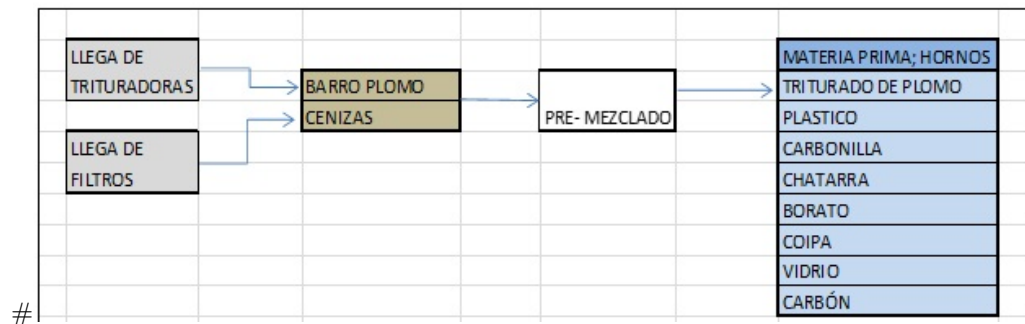 LLEGA DE
TRITURADORAS
LLEGA DE
FILTROS
BARRO PLOMO
CENIZAS
PRE- MEZCLADO
MATERIA PRIMA; HORNOS
TRITURADO DE PLOMO
PLASTICO
CARBONILLA
CHATARRA
BORATO
COIPA
VIDRIO
CARBÓN
#